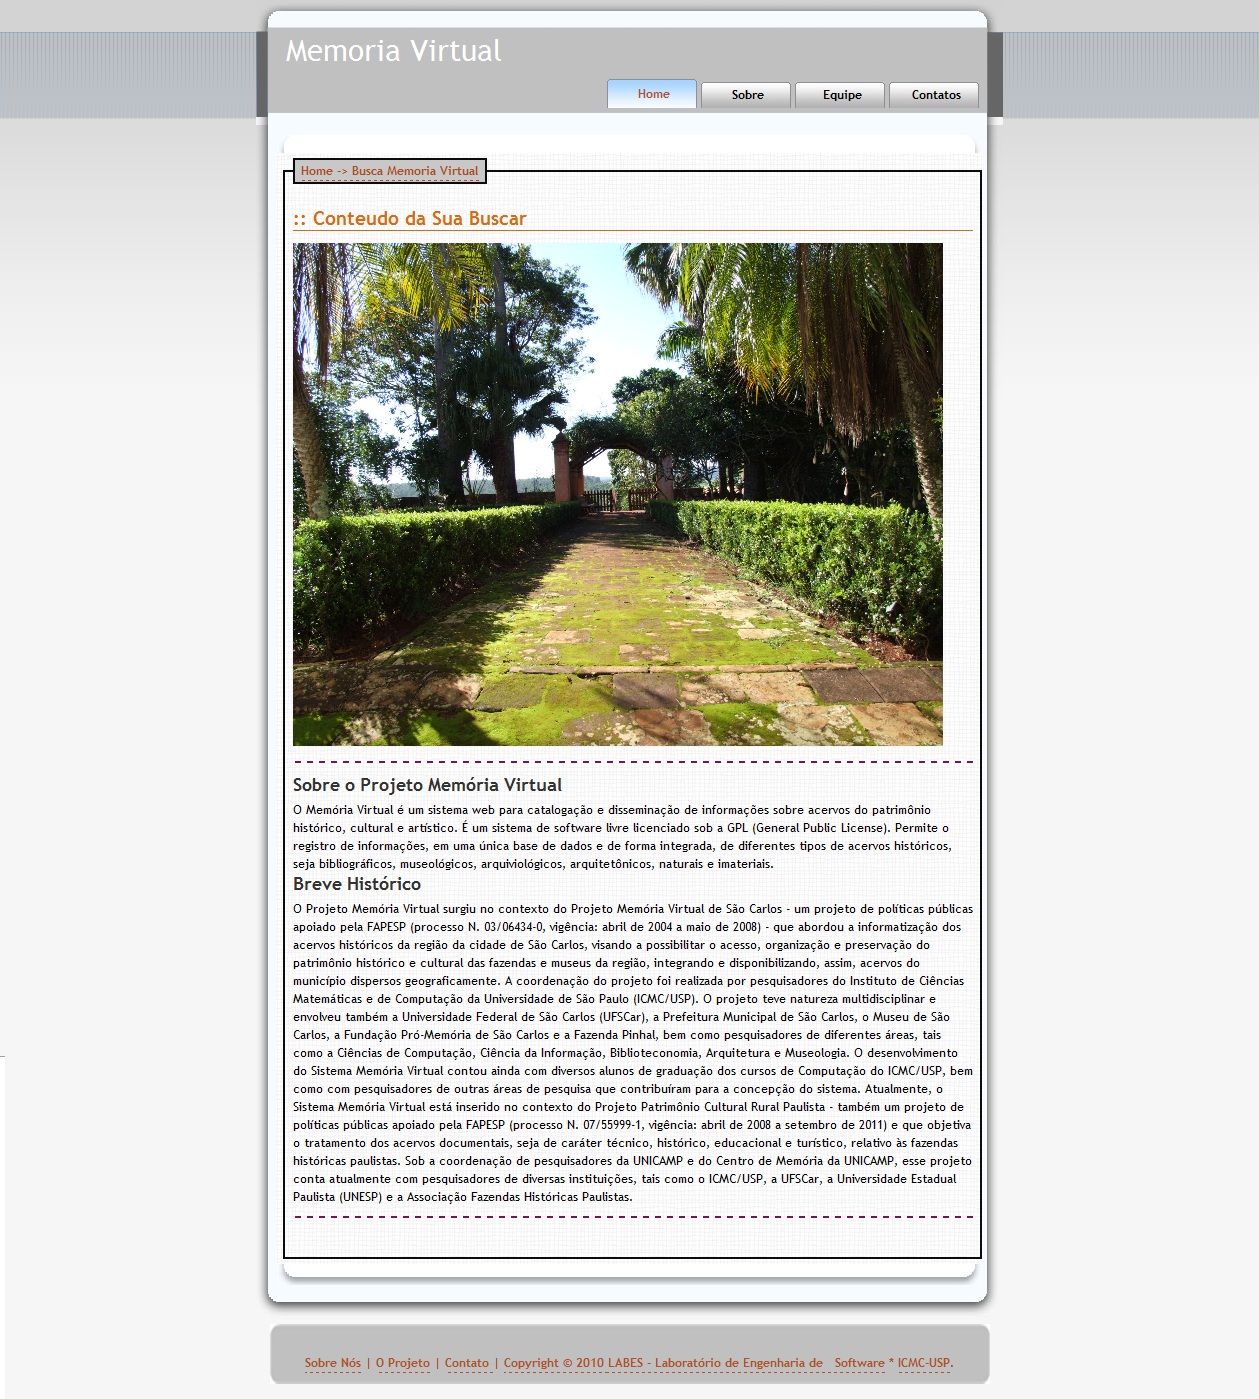 Memoria Virtual
Home Sobre Equipe Contatos
Home -> Busca Memoria Virtual
:: Conteudo da Sua Buscar
Sobre o Projeto Memória Virtual
O Memória Virtual é um sistema web para catalogação e disseminação de informações sobre acervos do patrimônio
histórico, cultural e artístico. É um sistema de software livre licenciado sob a GPL (General Public License). Permite o
registro de informações, em uma única base de dados e de forma integrada, de diferentes tipos de acervos históricos,
seja bibliográficos, museológicos, arquiviológicos, arquitetônicos, naturais e imateriais.
Breve Histórico
O Projeto Memória Virtual surgiu no contexto do Projeto Memória Virtual de São Carlos - um projeto de políticas públicas
apoiado pela FAPESP (processo N. 03/06434-0, vigência: abril de 2004 a maio de 2008) - que abordou a informatização dos
acervos históricos da região da cidade de São Carlos, visando a possibilitar o acesso, organização e preservação do
patrimônio histórico e cultural das fazendas e museus da região, integrando e disponibilizando, assim, acervos do
município dispersos geograficamente. A coordenação do projeto foi realizada por pesquisadores do Instituto de Ciências
Matemáticas e de Computação da Universidade de São Paulo (ICMC/USP). O projeto teve natureza multidisciplinar e
envolveu também a Universidade Federal de São Carlos (UFSCar), a Prefeitura Municipal de São Carlos, o Museu de São
Carlos, a Fundação Pró-Memória de São Carlos e a Fazenda Pinhal, bem como pesquisadores de diferentes áreas, tais
como a Ciências de Computação, Ciência da Informação, Biblioteconomia, Arquitetura e Museologia. O desenvolvimento
do Sistema Memória Virtual contou ainda com diversos alunos de graduação dos cursos de Computação do ICMC/USP, bem
como com pesquisadores de outras áreas de pesquisa que contribuíram para a concepção do sistema. Atualmente, o
Sistema Memória Virtual está inserido no contexto do Projeto Patrimônio Cultural Rural Paulista - também um projeto de
políticas públicas apoiado pela FAPESP (processo N. 07/55999-1, vigência: abril de 2008 a setembro de 2011) e que objetiva
o tratamento dos acervos documentais, seja de caráter técnico, histórico, educacional e turístico, relativo às fazendas
históricas paulistas. Sob a coordenação de pesquisadores da UNICAMP e do Centro de Memória da UNICAMP, esse projeto
conta atualmente com pesquisadores de diversas instituições, tais como o ICMC/USP, a UFSCar, a Universidade Estadual
Paulista (UNESP) e a Associação Fazendas Históricas Paulistas.
Sobre Nós | O Projeto | Contato | Copyright © 2010 LABES - Laboratório de Engenharia de Software * ICMC-USP.